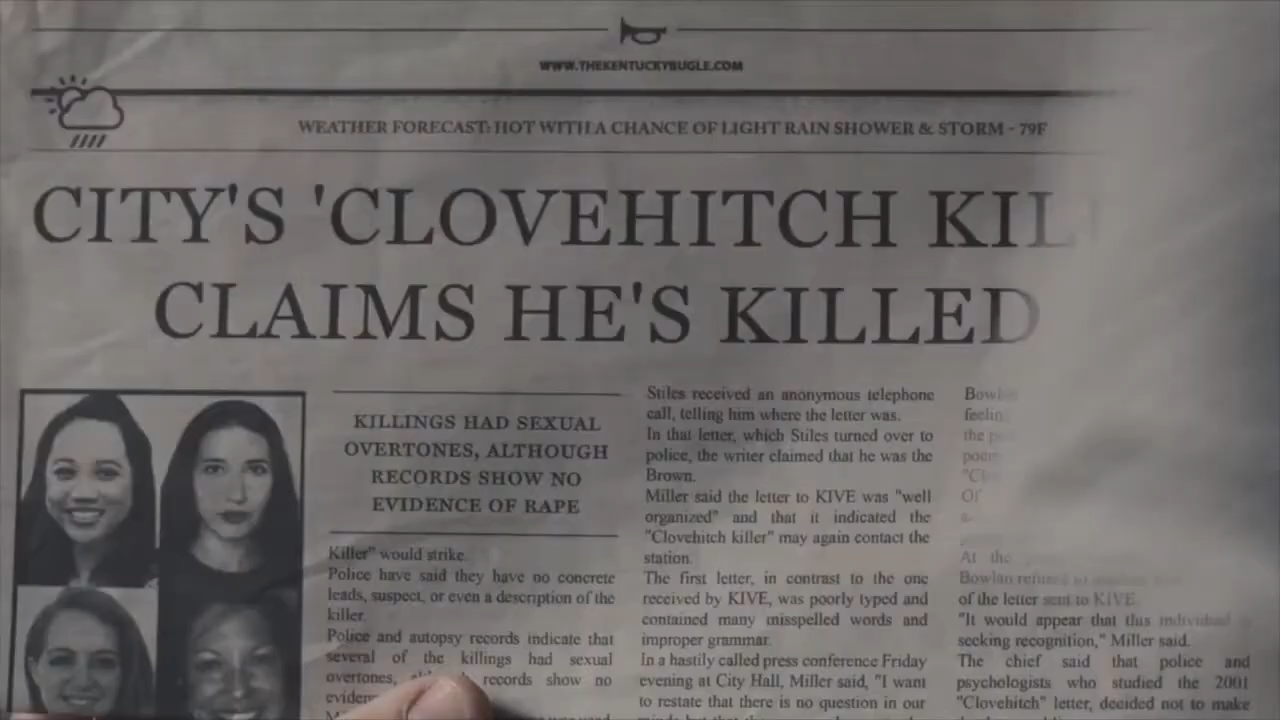 WWW.THEKENTUCKYBUGLE.COM
WEATHER FORECAST: HOT WITH A CHANCE OF LIGHT RAIN SHOWER & STORM - 79F
CITY'S 'CLOVEHITCH KIL
CLAIMS HE'S KILLED
KILLINGS HAD SEXUAL
OVERTONES, ALTHOUGH
RECORDS SHOW NO
EVIDENCE OF RAPE
Killer" would strike.
Police have said they have no concrete
leads, suspect, or even a description of the
killer.
Police and autopsy records indicate that
several of the killings had sexual
overtones, records show no
Stiles received an anonymous telephone
call, telling him where the letter was.
In that letter, which Stiles turned over to
police, the writer claimed that he was the
Brown.
Miller said the letter to KIVE was "well
organized" and that it indicated the
"Clovehitch killer" may again contact the
station.
The first letter, in contrast to the one
received by KIVE, was poorly typed and
contained many misspelled words and
improper grammar.
In a hastily called press conference Friday
evening at City Hall, Miller said, "I want
to restate that there is no question in our
the
Of
At the
Bowlan refused to
of the letter sent to KIVE.
"It would appear that this individual
seeking recognition," Miller said.
The chief said that police and
psychologists who studied the 2001
"Clovehitch" letter, decided not to make